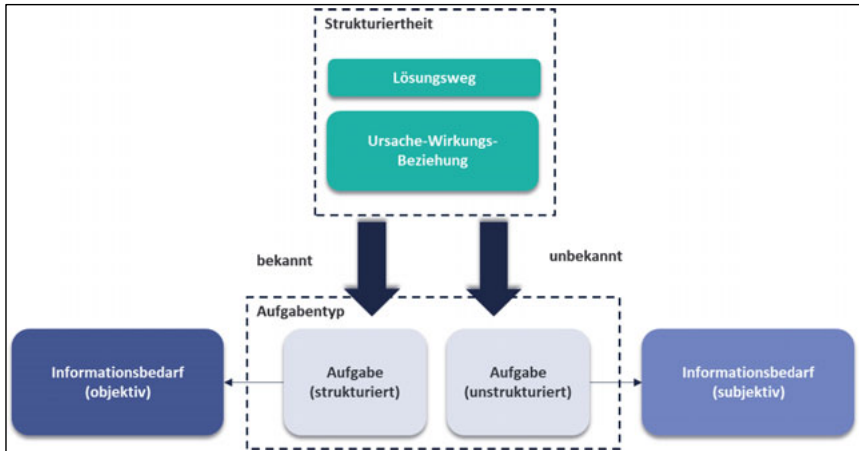 Strukturiertheit
Lösungsweg
Ursache-Wirkungs-
Beziehung
bekannt
unbekannt
Aufgabentyp
Informationsbedarf
(objektiv)
Aufgabe
(strukturiert)
Aufgabe
(unstrukturiert)
Informationsbedarf
(subjektiv)